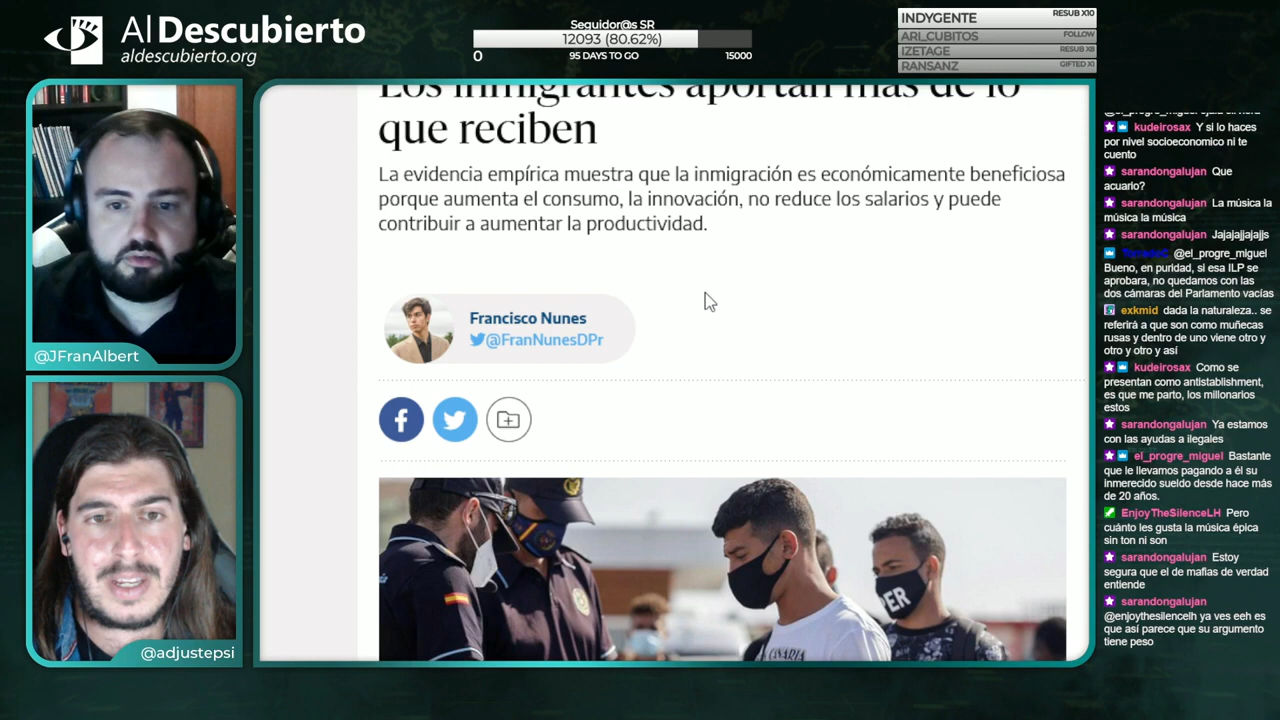 Al Descubierto
aldescubierto.org
Seguidor@s SR
12093 (80.62%)
0
95 DAYS TO GO
15000
INDYGENTE
RESUB X10
ARI_CUBITOS
FOLLOW
IZETAGE
RESUB X8
RANSANZ
GIFTED X1
@JFranAlbert
@adjustepsi
Los inmigrantes aportan más de lo
que reciben
La evidencia empírica muestra que la inmigración es económicamente beneficiosa
porque aumenta el consumo, la innovación, no reduce los salarios y puede
contribuir a aumentar la productividad.
Francisco Nunes
@FranNunesDPr
PER
CANARIA
kudeirosax Y si lo haces
por nivel socioeconomico ni te
cuento
sarandongalujan Que
acuario?
sarandongalujan La música la
música la música
sarandongalujan Jajajajjajajjs
@el_progre_miguel
Bueno, en puridad, si esa ILP se
aprobara, no quedamos con las
dos cámaras del Parlamento vacías
exkmid dada la naturaleza.. se
referirá a que son como muñecas
rusas y dentro de uno viene otro y
otro y otro y así
kudeirosax Como se
presentan como antistablishment,
es que me parto, los millonarios
estos
sarandongalujan Ya estamos
con las ayudas a ilegales
el_progre_miguel Bastante
que le llevamos pagando a él su
inmerecido sueldo desde hace más
de 20 años.
EnjoyTheSilenceLH Pero
cuánto les gusta la música épica
sin ton ni son
sarandongalujan Estoy
segura que el de mafias de verdad
entiende
sarandongalujan
@enjoythesilencelh ya ves eeh es
que así parece que su argumento
tiene peso